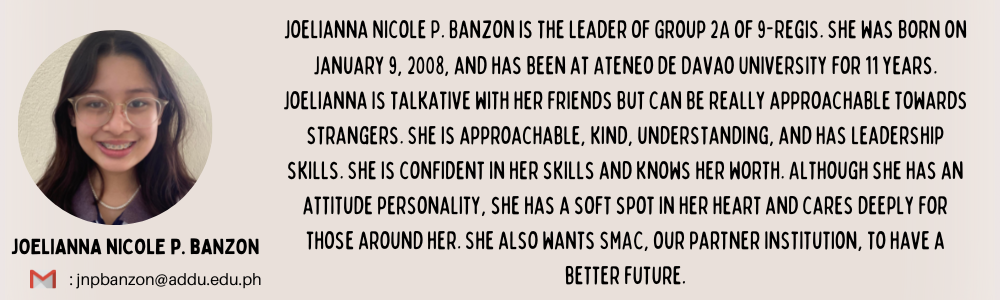 JOELIANNA NICOLE P. BANZON IS THE LEADER OF GROUP 2A OF 9-REGIS. SHE WAS BORN ON
JANUARY 9, 2008, AND HAS BEEN AT ATENEO DE DAVAO UNIVERSITY FOR 11 YEARS.
JOELIANNA IS TALKATIVE WITH HER FRIENDS BUT CAN BE REALLY APPROACHABLE TOWARDS
STRANGERS. SHE IS APPROACHABLE, KIND, UNDERSTANDING, AND HAS LEADERSHIP
SKILLS. SHE IS CONFIDENT IN HER SKILLS AND KNOWS HER WORTH. ALTHOUGH SHE HAS AN
ATTITUDE PERSONALITY, SHE HAS A SOFT SPOT IN HER HEART AND CARES DEEPLY FOR
THOSE AROUND HER. SHE ALSO WANTS SMAC, OUR PARTNER INSTITUTION, TO HAVE A
BETTER FUTURE.
JOELIANNA NICOLE P. BANZON
: jnpbanzon@addu.edu.ph